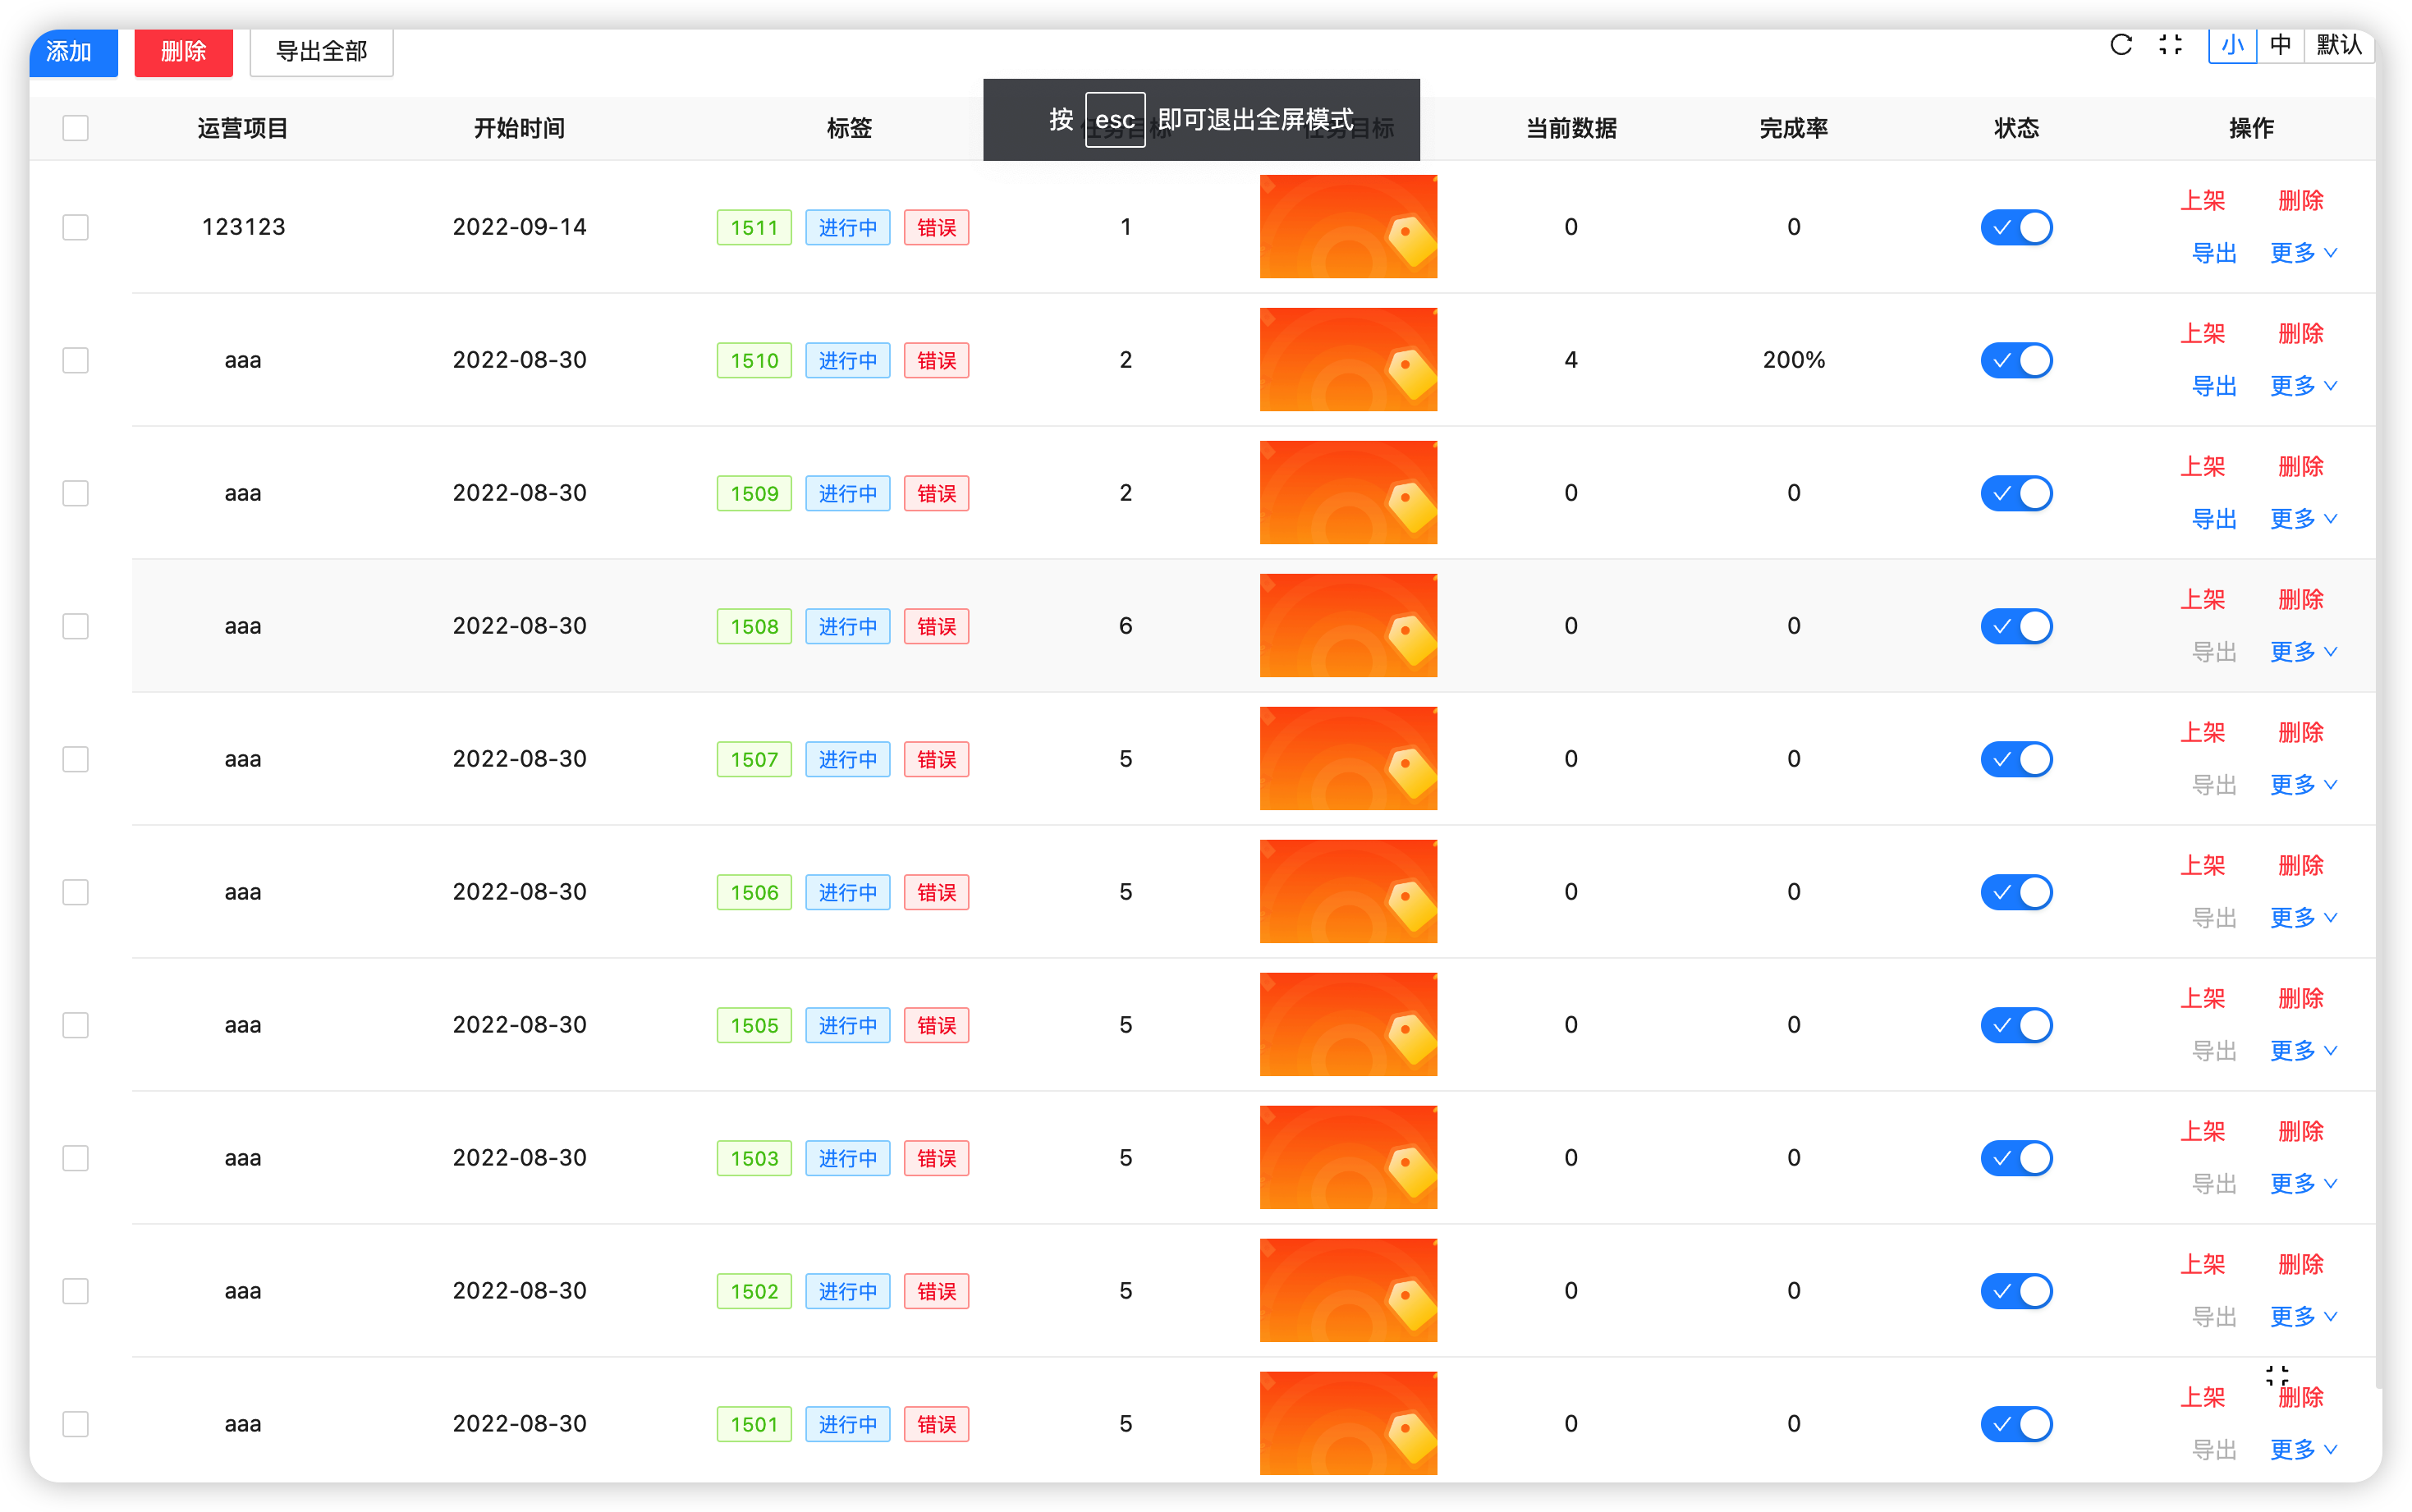 添加 删除 导出全部 小 中 默认
按 esc 即可退出全屏模式
运营项目 开始时间 标签 任务目标 任务目标 当前数据 完成率 状态 操作
123123 2022-09-14 1511 进行中 错误 1 0 0 上架 删除
导出 更多
aaa 2022-08-30 1510 进行中 错误 2 4 200% 上架 删除
导出 更多
aaa 2022-08-30 1509 进行中 错误 2 0 0 上架 删除
导出 更多
aaa 2022-08-30 1508 进行中 错误 6 0 0 上架 删除
导出 更多
aaa 2022-08-30 1507 进行中 错误 5 0 0 上架 删除
导出 更多
aaa 2022-08-30 1506 进行中 错误 5 0 0 上架 删除
导出 更多
aaa 2022-08-30 1505 进行中 错误 5 0 0 上架 删除
导出 更多
aaa 2022-08-30 1503 进行中 错误 5 0 0 上架 删除
导出 更多
aaa 2022-08-30 1502 进行中 错误 5 0 0 上架 删除
导出 更多
aaa 2022-08-30 1501 进行中 错误 5 0 0 上架 删除
导出 更多